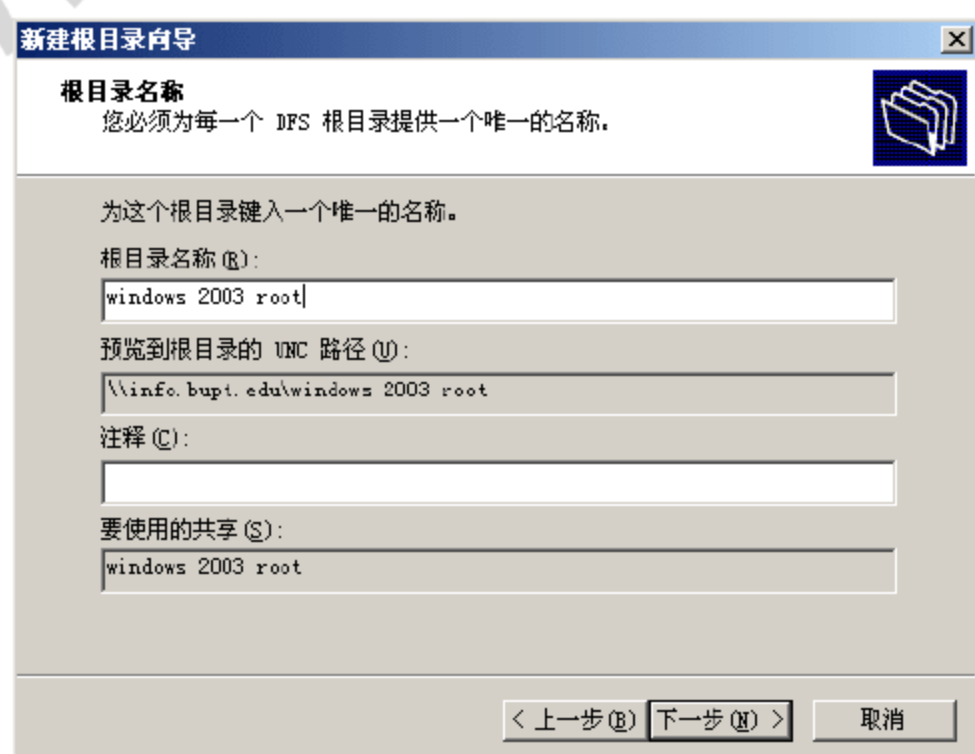 新建根目录向导
根目录名称
您必须为每一个 DFS 根目录提供一个唯一的名称。
为这个根目录键入一个唯一的名称。
根目录名称(R):
windows 2003 root
预览到根目录的 UNC 路径(U):
\\info.bupt.edu\windows 2003 root
注释(C):
要使用的共享(S):
windows 2003 root
< 上一步(B) 下一步(N) > 取消